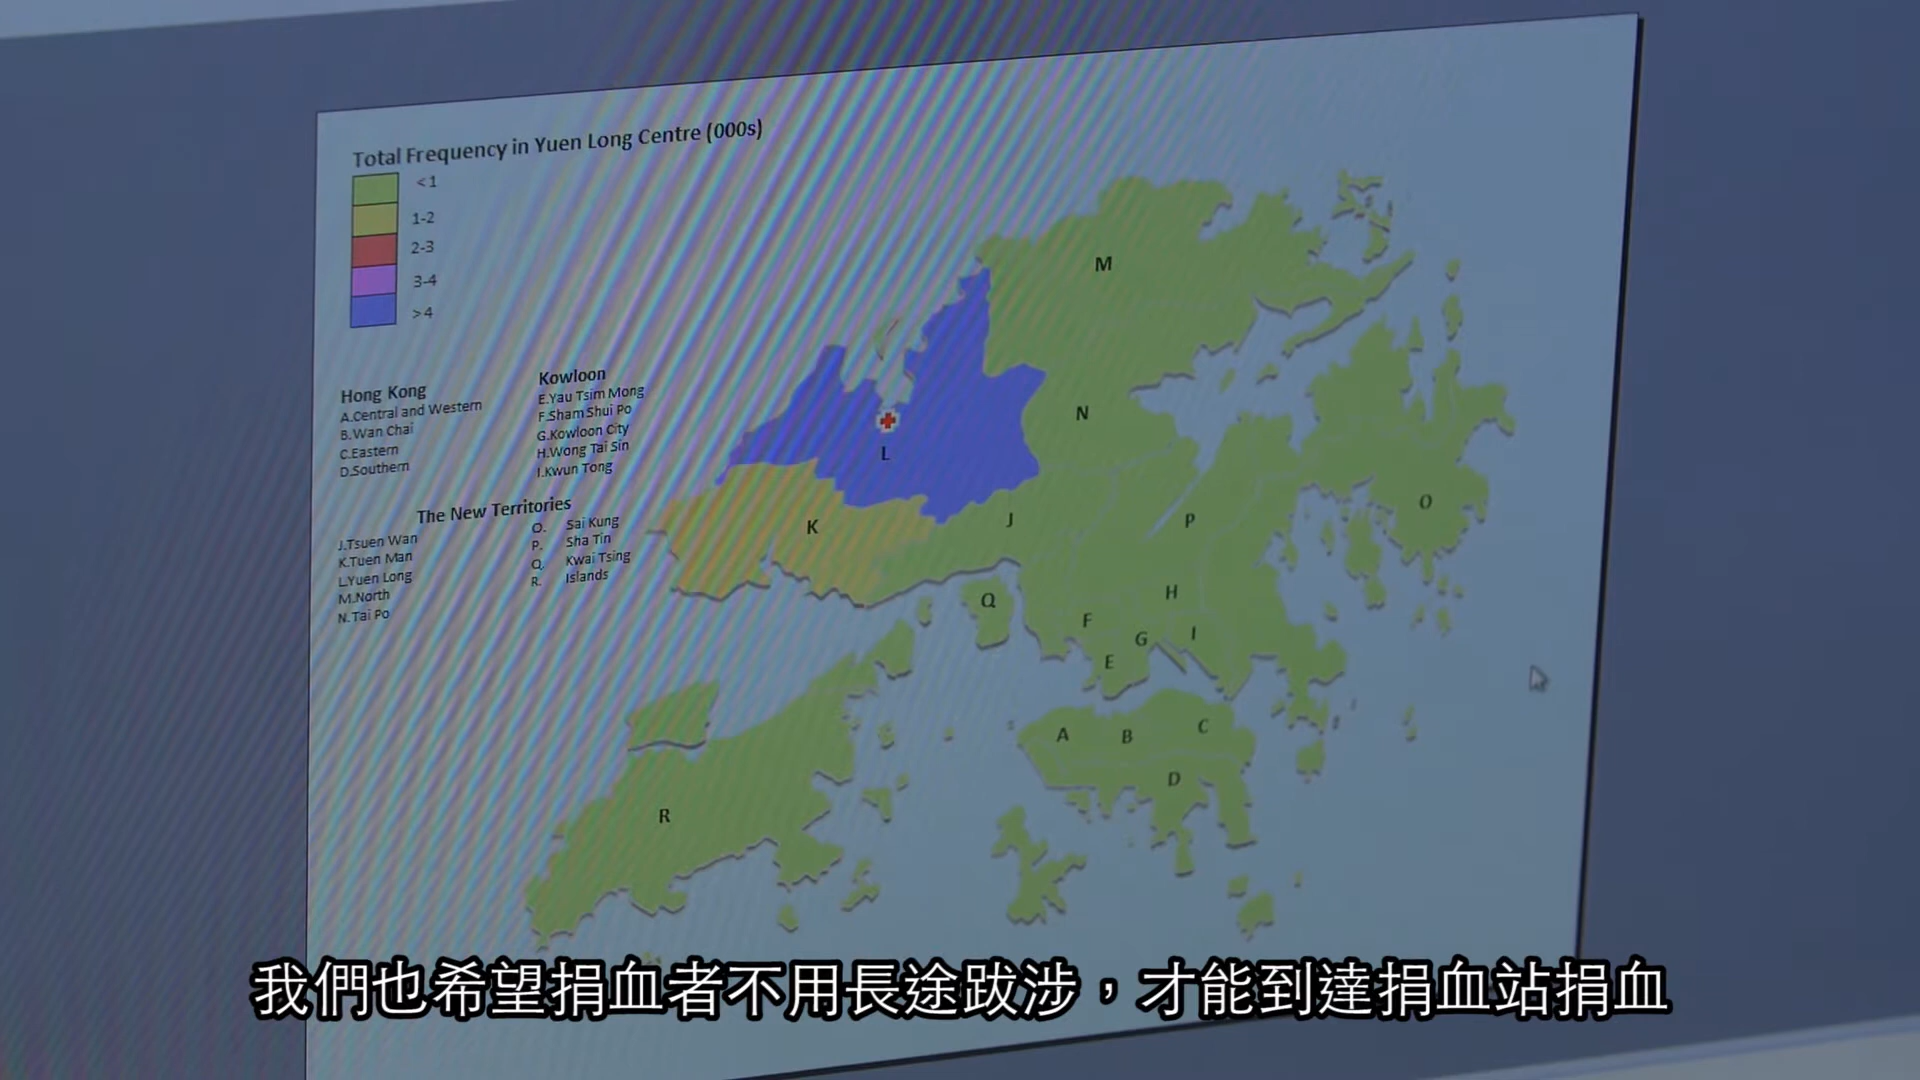 Total Frequency in Yuen Long Centre (000s)
<1
1-2
2-3
3-4
>4
Hong Kong
A.Central and Western
B.Wan Chai
C.Eastern
D.Southern
Kowloon
E.Yau Tsim Mong
F.Sham Shui Po
G.Kowloon City
H.Wong Tai Sin
I.Kwun Tong
The New Territories
J.Tsuen Wan
K.Tuen Man
L.Yuen Long
M.North
N.Tai Po
O. Sai Kung
P. Sha Tin
Q. Kwai Tsing
R. Islands
M
N
L
O
K
J
P
Q
H
F
G
I
E
A
B
C
D
R
我們也希望捐血者不用長途跋涉，才能到達捐血站捐血